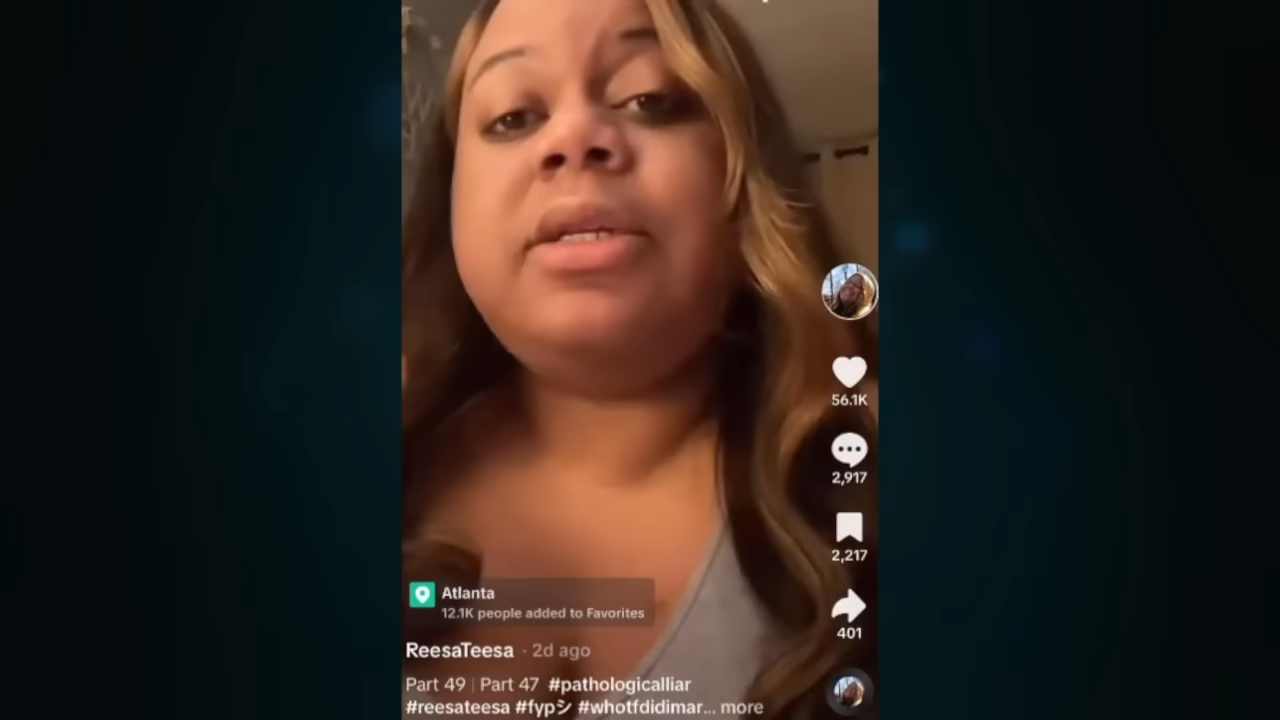 56.1K
2,917
2,217
401
Atlanta
12.1K people added to Favorites
ReesaTeesa · 2d ago
Part 49 | Part 47 #pathologicalliar
#reesateesa #fypシ #whotfdidimar... more